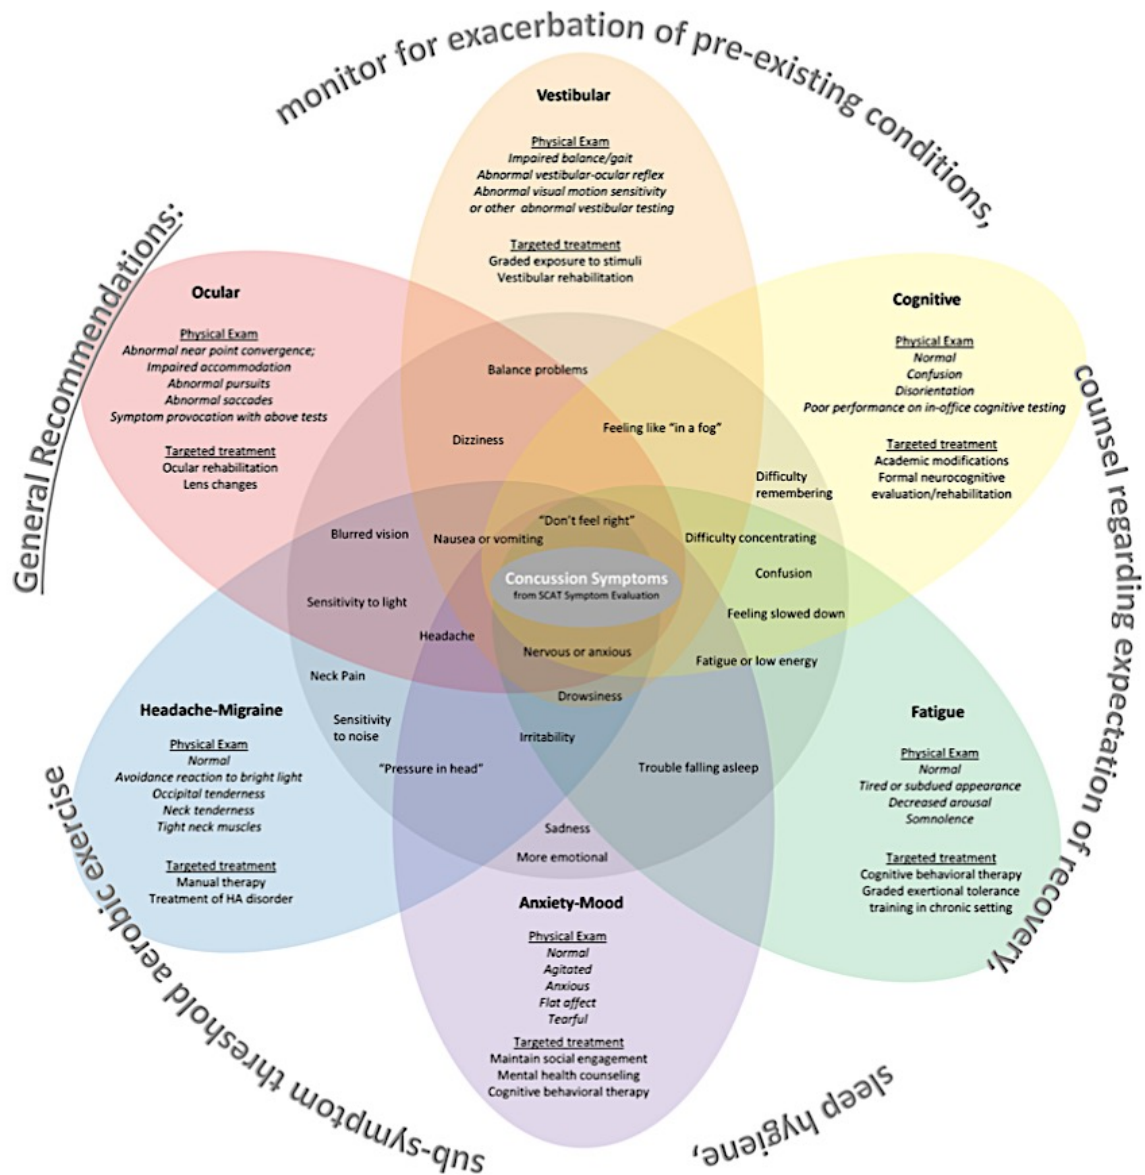 General Recommendations:
monitor for exacerbation of pre-existing conditions,
counsel regarding expectation of recovery,
sleep hygiene,
sub-symptom threshold aerobic exercise
Vestibular
Physical Exam
Impaired balance/gait
Abnormal vestibular-ocular reflex
Abnormal visual motion sensitivity
or other abnormal vestibular testing
Targeted treatment
Graded exposure to stimuli
Vestibular rehabilitation
Ocular
Physical Exam
Abnormal near point convergence;
Impaired accommodation
Abnormal pursuits
Abnormal saccades
Symptom provocation with above tests
Targeted treatment
Ocular rehabilitation
Lens changes
Cognitive
Physical Exam
Normal
Confusion
Disorientation
Poor performance on in-office cognitive testing
Targeted treatment
Academic modifications
Formal neurocognitive
evaluation/rehabilitation
Balance problems
Dizziness
Feeling like "in a fog"
Difficulty
remembering
"Don't feel right"
Blurred vision
Nausea or vomiting
Difficulty concentrating
Concussion Symptoms
from SCAT Symptom Evaluation
Confusion
Sensitivity to light
Feeling slowed down
Headache
Nervous or anxious
Fatigue or low energy
Neck Pain
Drowsiness
Sensitivity
to noise
Irritability
"Pressure in head"
Trouble falling asleep
Sadness
More emotional
Headache-Migraine
Physical Exam
Normal
Avoidance reaction to bright light
Occipital tenderness
Neck tenderness
Tight neck muscles
Targeted treatment
Manual therapy
Treatment of HA disorder
Fatigue
Physical Exam
Normal
Tired or subdued appearance
Decreased arousal
Somnolence
Targeted treatment
Cognitive behavioral therapy
Graded exertional tolerance
training in chronic setting
Anxiety-Mood
Physical Exam
Normal
Agitated
Anxious
Flat affect
Tearful
Targeted treatment
Maintain social engagement
Mental health counseling
Cognitive behavioral therapy